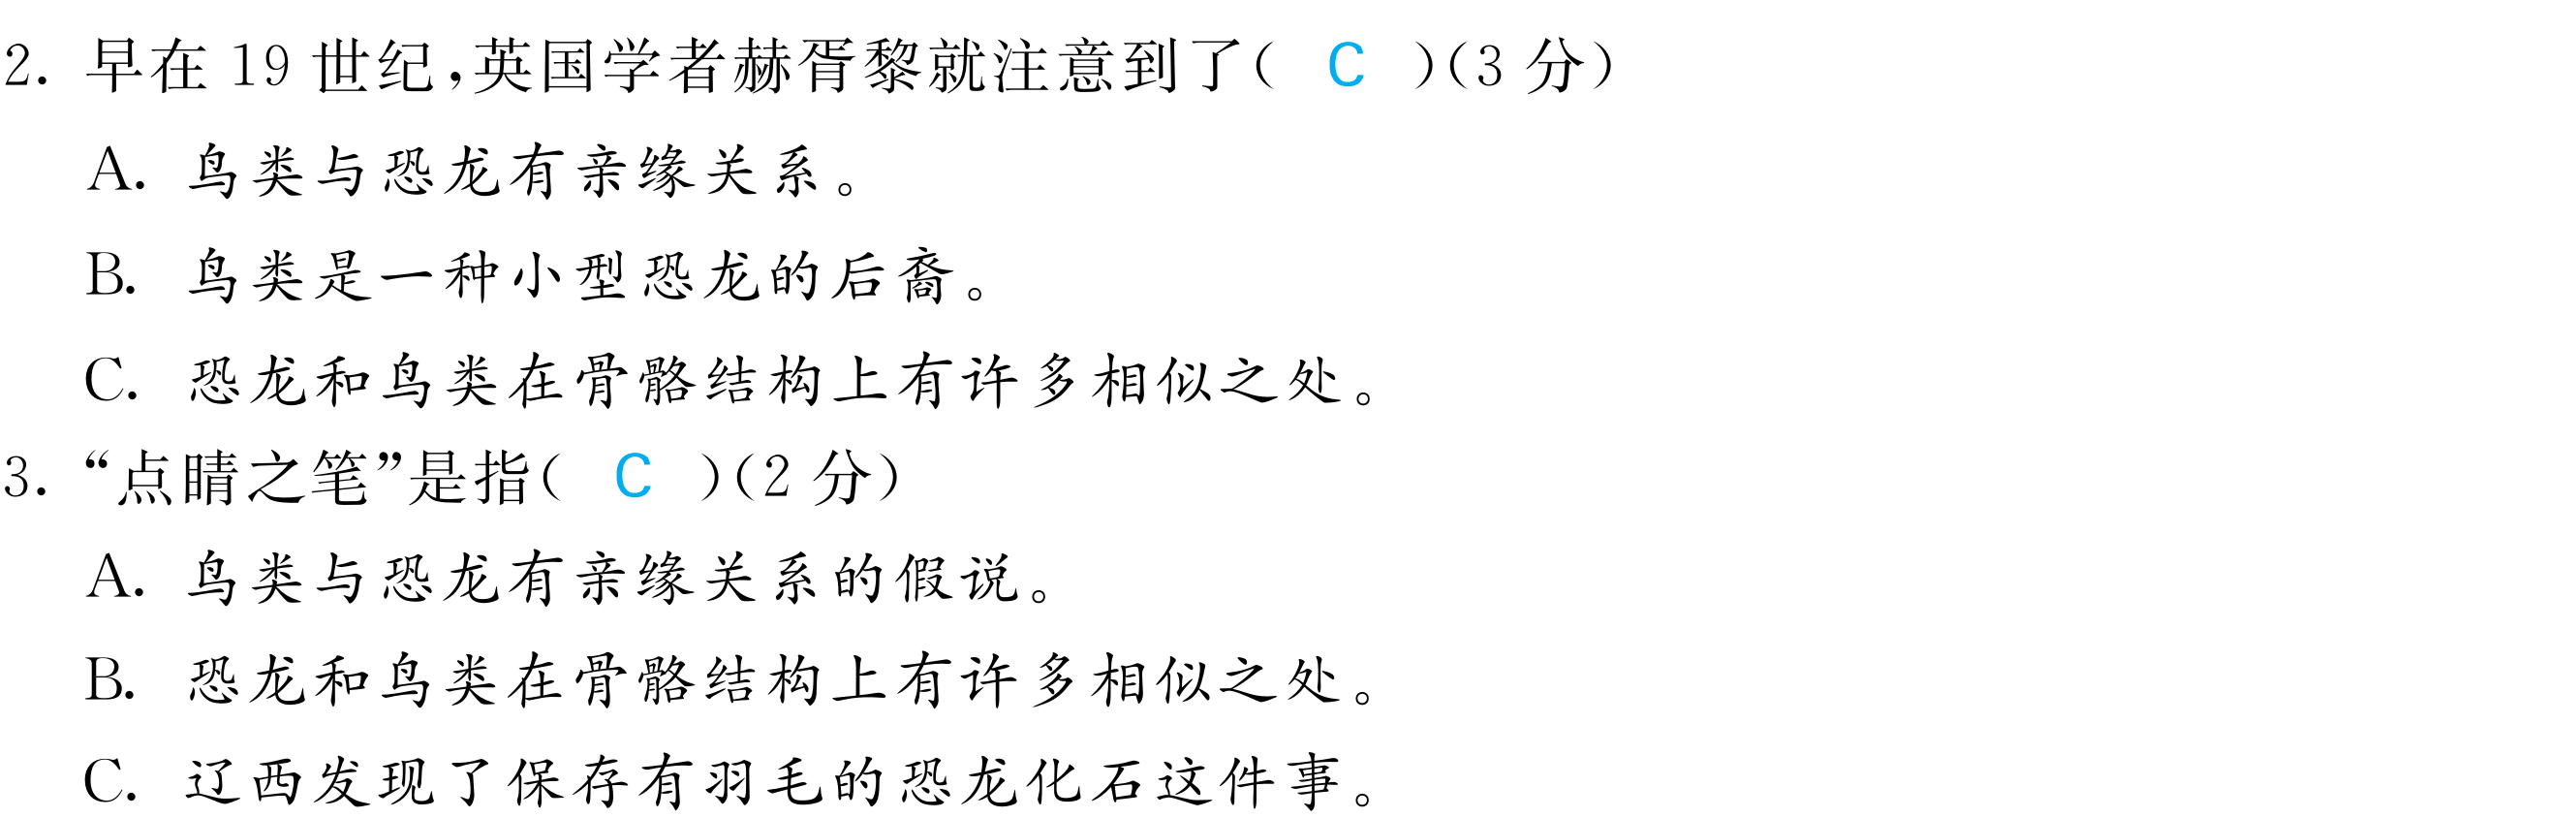 2. 早在 19 世纪,英国学者赫胥黎就注意到了( C )(3 分)
A. 鸟类与恐龙有亲缘关系。
B. 鸟类是一种小型恐龙的后裔。
C. 恐龙和鸟类在骨骼结构上有许多相似之处。
3. “点睛之笔”是指( C )(2 分)
A. 鸟类与恐龙有亲缘关系的假说。
B. 恐龙和鸟类在骨骼结构上有许多相似之处。
C. 辽西发现了保存有羽毛的恐龙化石这件事。